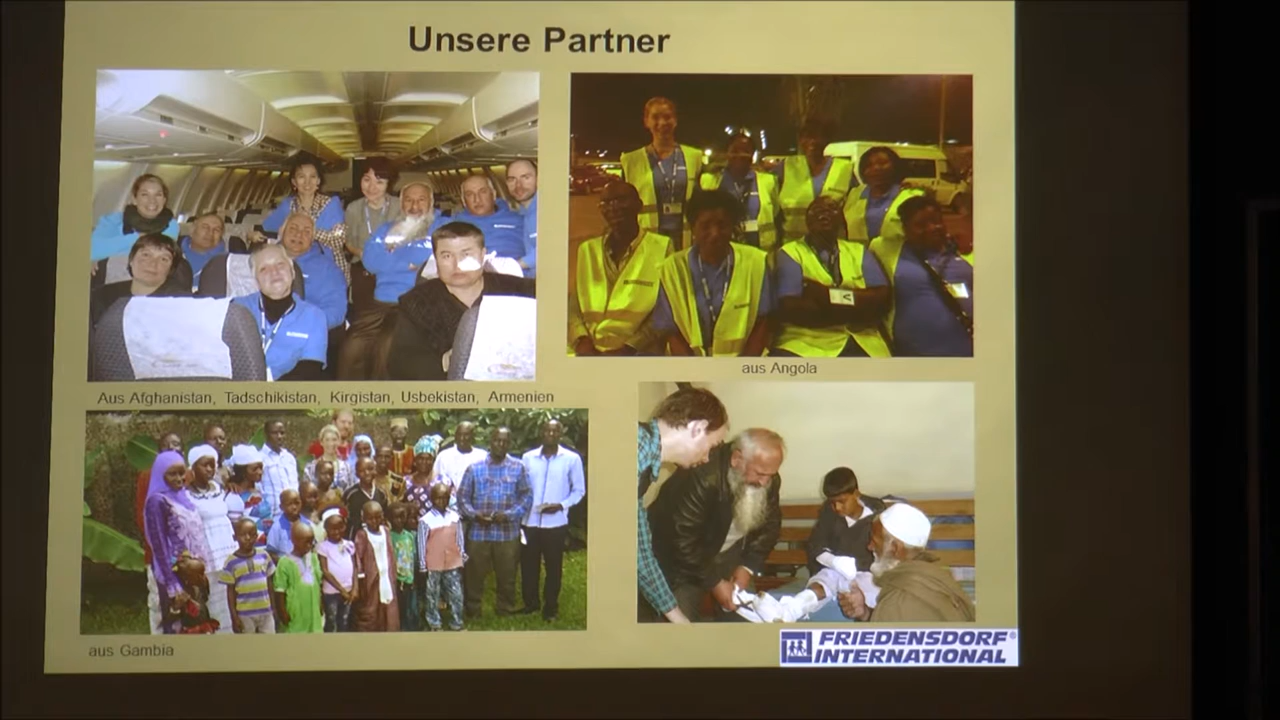 Unsere Partner
aus Angola
Aus Afghanistan, Tadschikistan, Kirgistan, Usbekistan, Armenien
aus Gambia
FRIEDENSDORF®
INTERNATIONAL